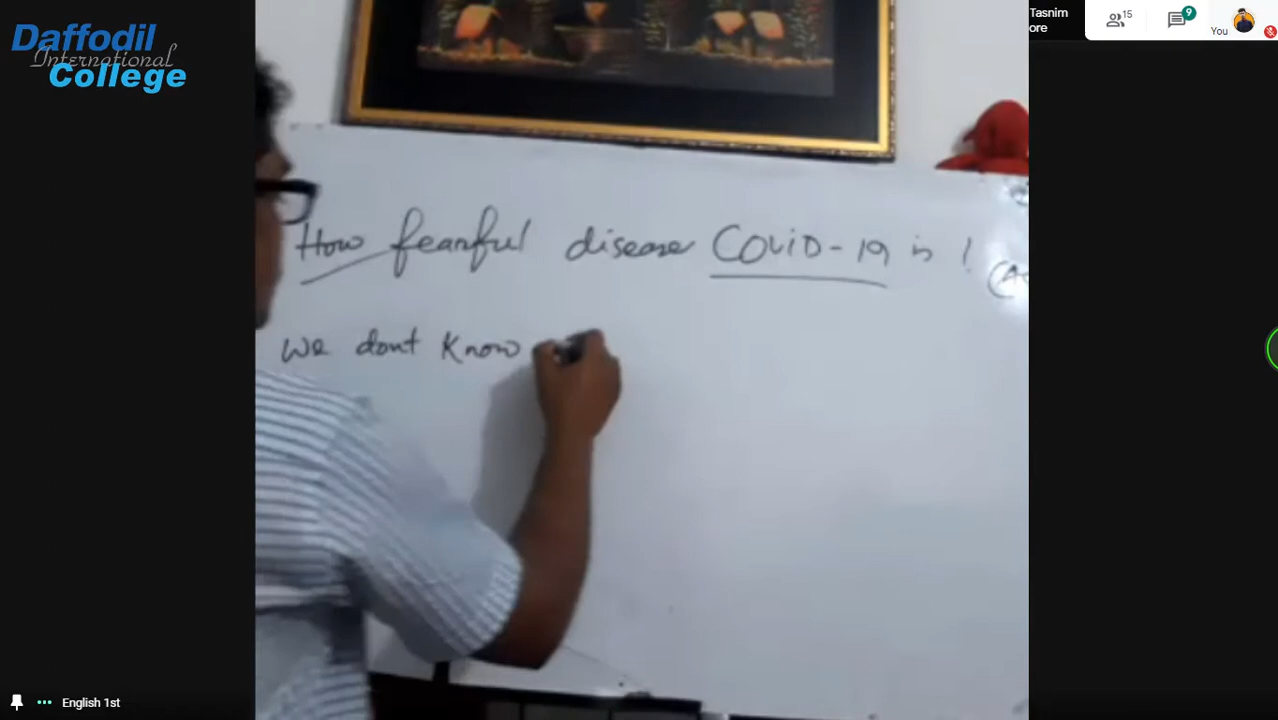 Daffodil
International
College
Tasnim
ore
15
9
You
How fearful disease COViD-19 is !
(A
We dont know
English 1st